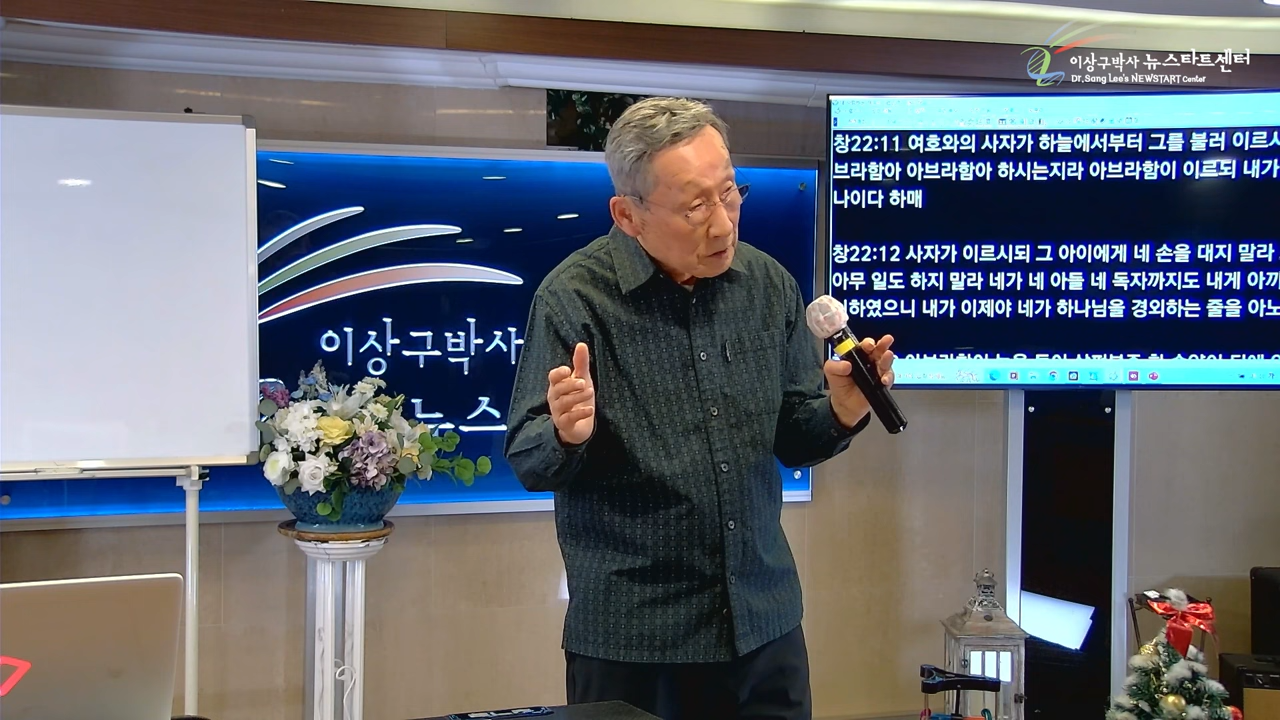 이상구박사 뉴스타트센터
Dr. Sang Lee's NEWSTART Center
창22:11 여호와의 사자가 하늘에서부터 그를 불러 이르시
브라함아 아브라함아 하시는지라 아브라함이 이르되 내가
나이다 하매
창22:12 사자가 이르시되 그 아이에게 네 손을 대지 말라
아무 일도 하지 말라 네가 네 아들 네 독자까지도 내게 아끼
하였으니 내가 이제야 네가 하나님을 경외하는 줄을 아노
이상구박사
뉴스